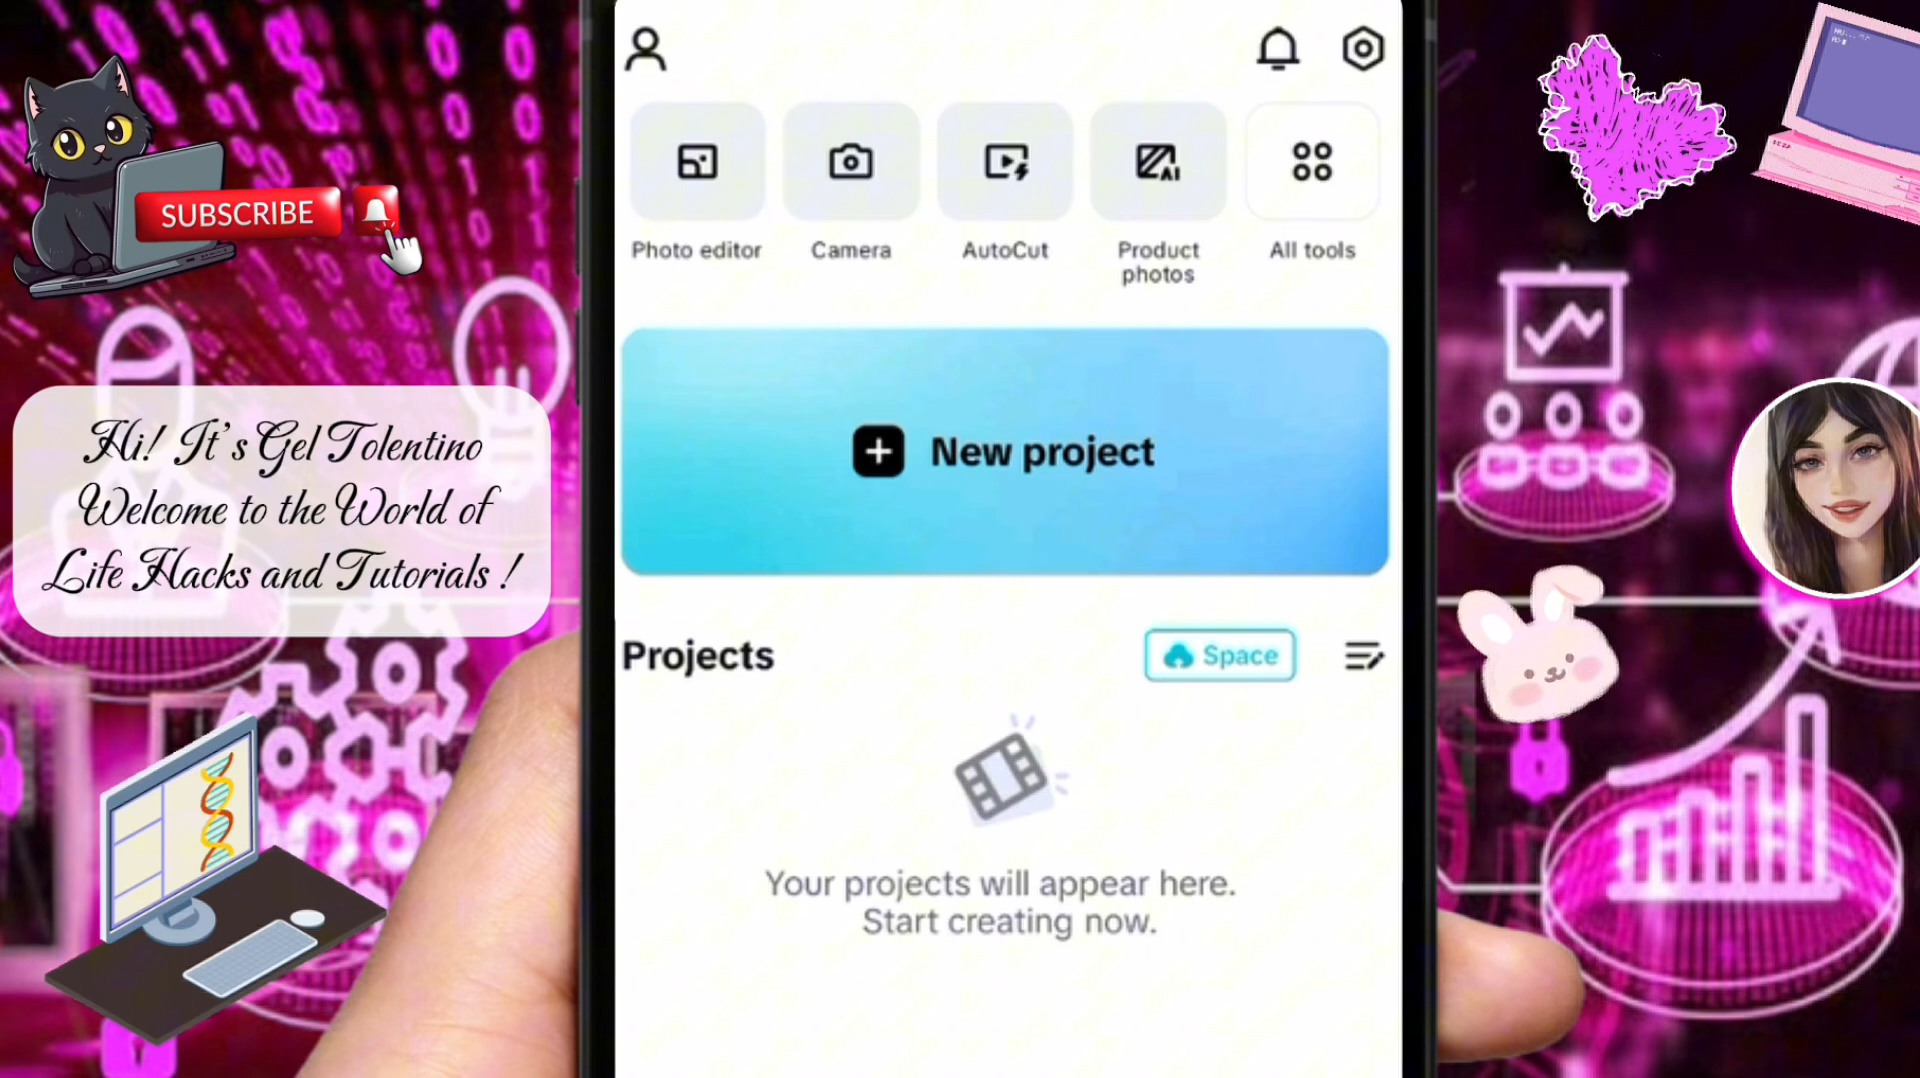 SUBSCRIBE
Hi! It's Gel Tolentino
Welcome to the World of
Life Hacks and Tutorials !
Photo editor
Camera
AutoCut
AI
Product
photos
All tools
New project
Projects
Space
Your projects will appear here.
Start creating now.